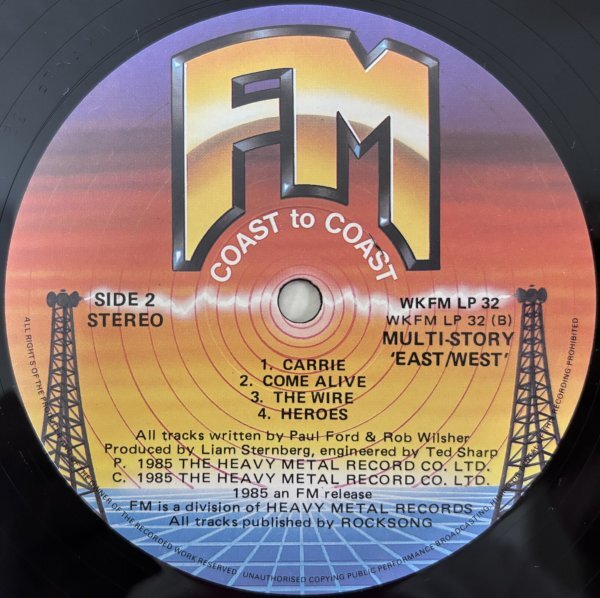 FM
COAST to COAST
SIDE 2
STEREO
WKFM LP 32
WKFM LP 32 (B)
MULTI-STORY
'EAST/WEST'
1. CARRIE
2. COME ALIVE
3. THE WIRE
4. HEROES
All tracks written by Paul Ford & Rob Wilsher
Produced by Liam Sternberg, engineered by Ted Sharp
P. 1985 THE HEAVY METAL RECORD CO. LTD.
C. 1985 THE HEAVY METAL RECORD CO. LTD.
1985 an FM release
FM is a division of HEAVY METAL RECORDS
All tracks published by ROCKSONG
ALL RIGHTS OF THE OWNER OF THE RECORDED WORK RESERVED UNAUTHORISED COPYING PUBLIC PERFORMANCE BROADCASTING RECORDING PROHIBITED